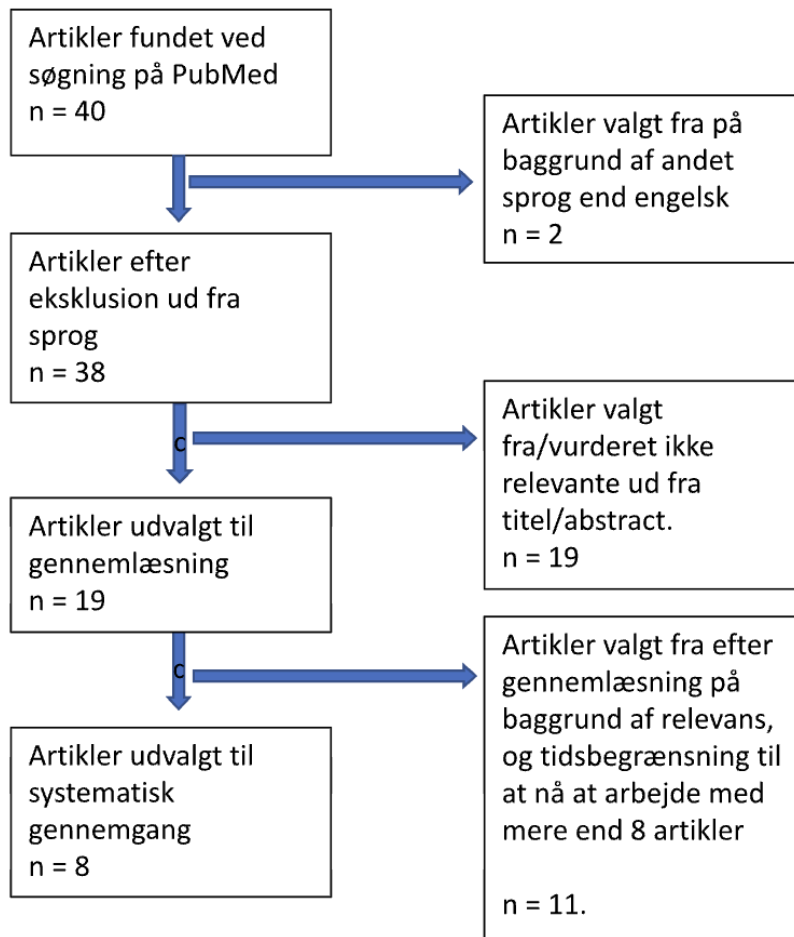 Artikler fundet ved
søgning på PubMed
n = 40
Artikler valgt fra på
baggrund af andet
sprog end engelsk
n = 2
Artikler efter
eksklusion ud fra
sprog
n = 38
c
Artikler valgt
fra/vurderet ikke
relevante ud fra
titel/abstract.
n = 19
Artikler udvalgt til
gennemlæsning
n = 19
c
Artikler valgt fra efter
gennemlæsning på
baggrund af relevans,
og tidsbegrænsning til
at nå at arbejde med
mere end 8 artikler
n = 11.
Artikler udvalgt til
systematisk
gennemgang
n = 8